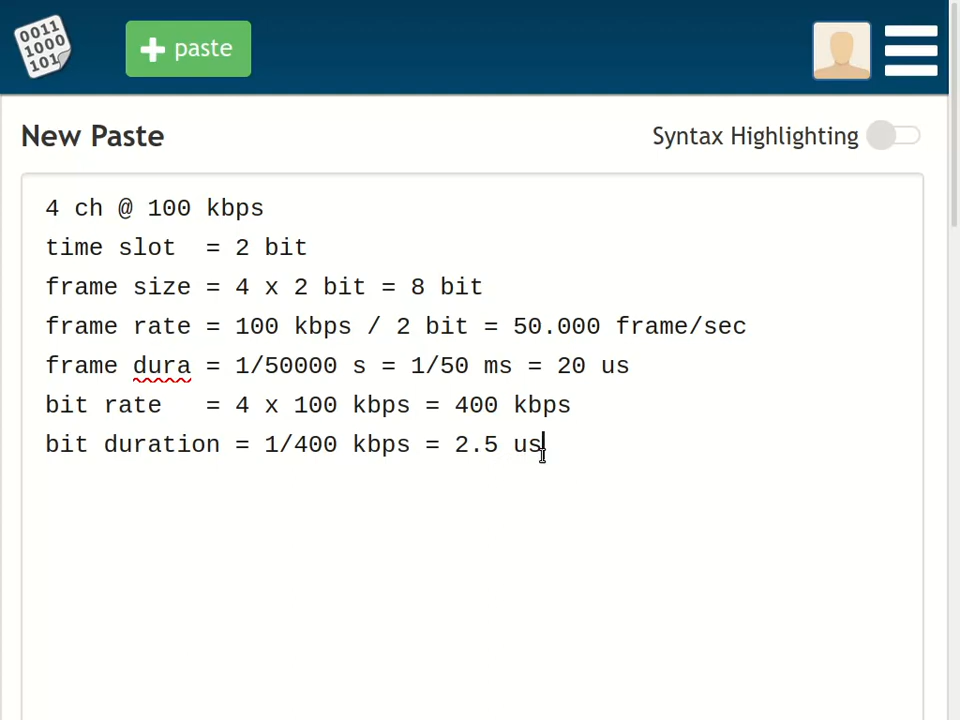 0011
1000
101
+ paste
New Paste
Syntax Highlighting
4 ch @ 100 kbps
time slot  = 2 bit
frame size = 4 x 2 bit = 8 bit
frame rate = 100 kbps / 2 bit = 50.000 frame/sec
frame dura = 1/50000 s = 1/50 ms = 20 us
bit rate   = 4 x 100 kbps = 400 kbps
bit duration = 1/400 kbps = 2.5 us